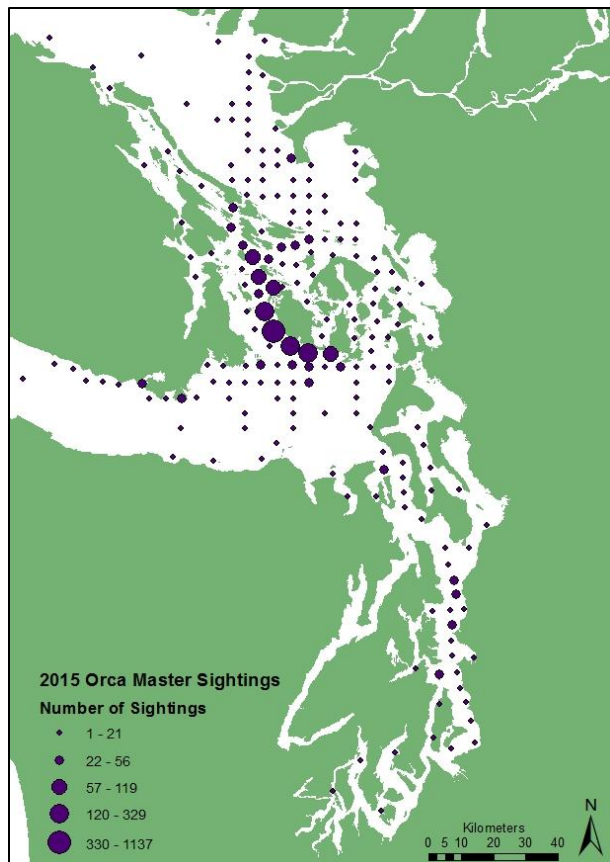 2015 Orca Master Sightings
Number of Sightings
1 - 21
22 - 56
57 - 119
120 - 329
330 - 1137
N
Kilometers
0 5 10 20 30 40